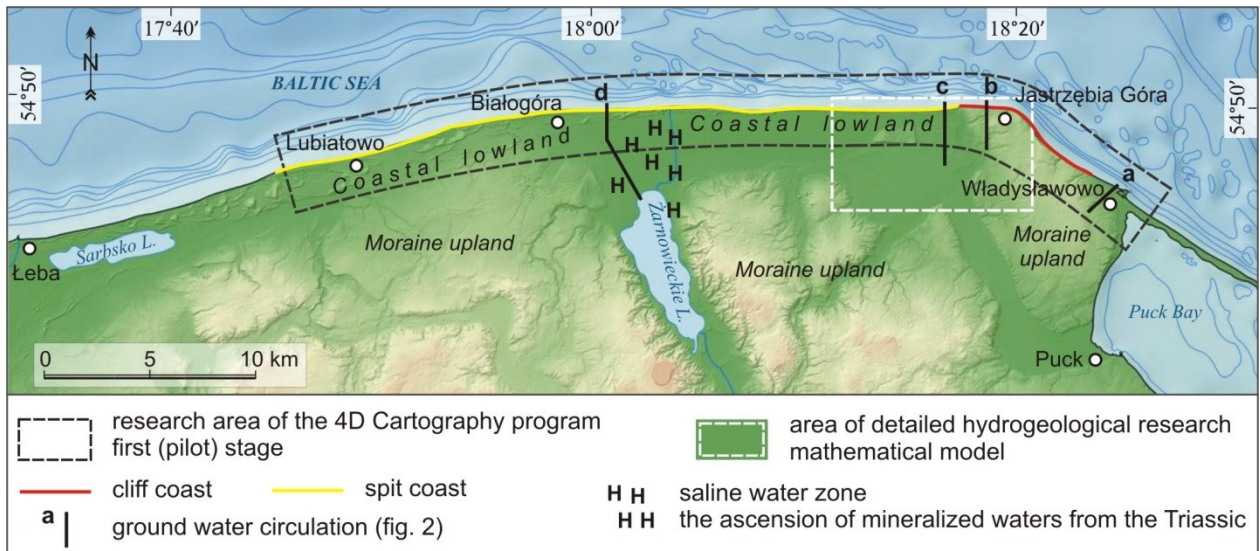 17°40′ 18°00′ 18°20′
N
54°50′
BALTIC SEA
Białogóra
d
c
b
Jastrzębia Góra
54°50′
Lubiatowo
Coastal lowland
H H
H H
H
H
Coastal lowland
Władysławowo
a
Łeba
Sarbsko L.
Moraine upland
Żarnowieckie L.
Moraine upland
Moraine
upland
Puck Bay
Puck
0 5 10 km
research area of the 4D Cartography program
first (pilot) stage
area of detailed hydrogeological research
mathematical model
cliff coast
spit coast
a
ground water circulation (fig. 2)
H H
saline water zone
H H
the ascension of mineralized waters from the Triassic